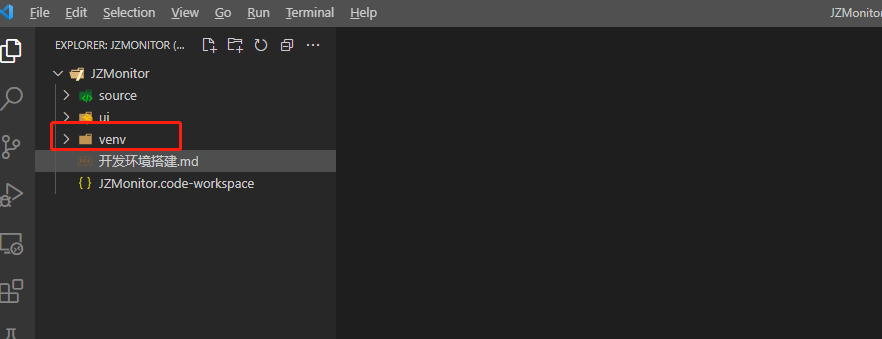 File Edit Selection View Go Run Terminal Help JZMonitor
EXPLORER: JZMONITOR (...
JZMonitor
source
ui
venv
开发环境搭建.md
{ } JZMonitor.code-workspace